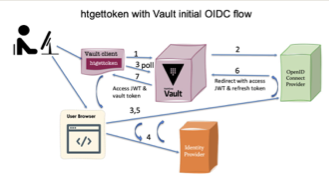 htgettoken with Vault initial OIDC flow
Vault client
htgettoken
1
3 poll
7
Access JWT &
vault token
Vault
2
6
Redirect with access
JWT & refresh token
OpenID
Connect
Provider
3,5
User Browser
</>
4
Identity
Provider